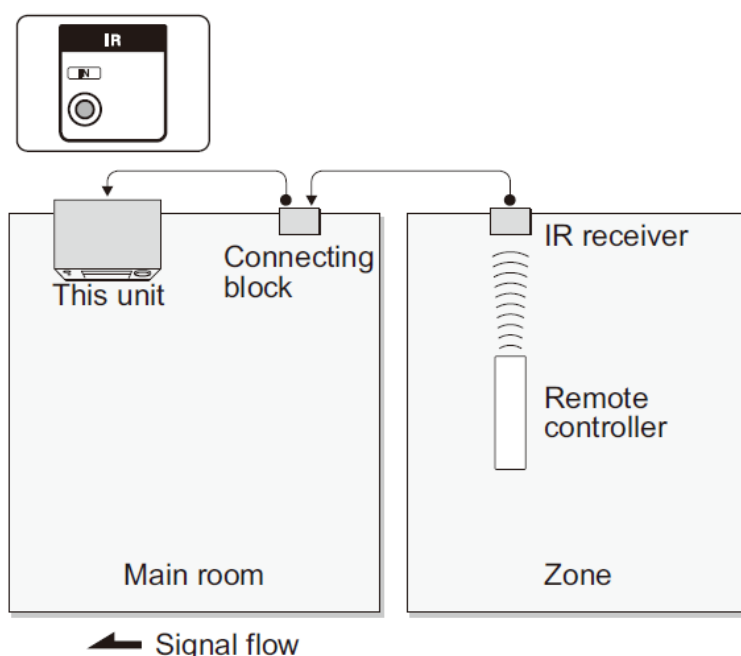 IR
IN
Connecting
block
This unit
IR receiver
Remote
controller
Main room
Zone
Signal flow